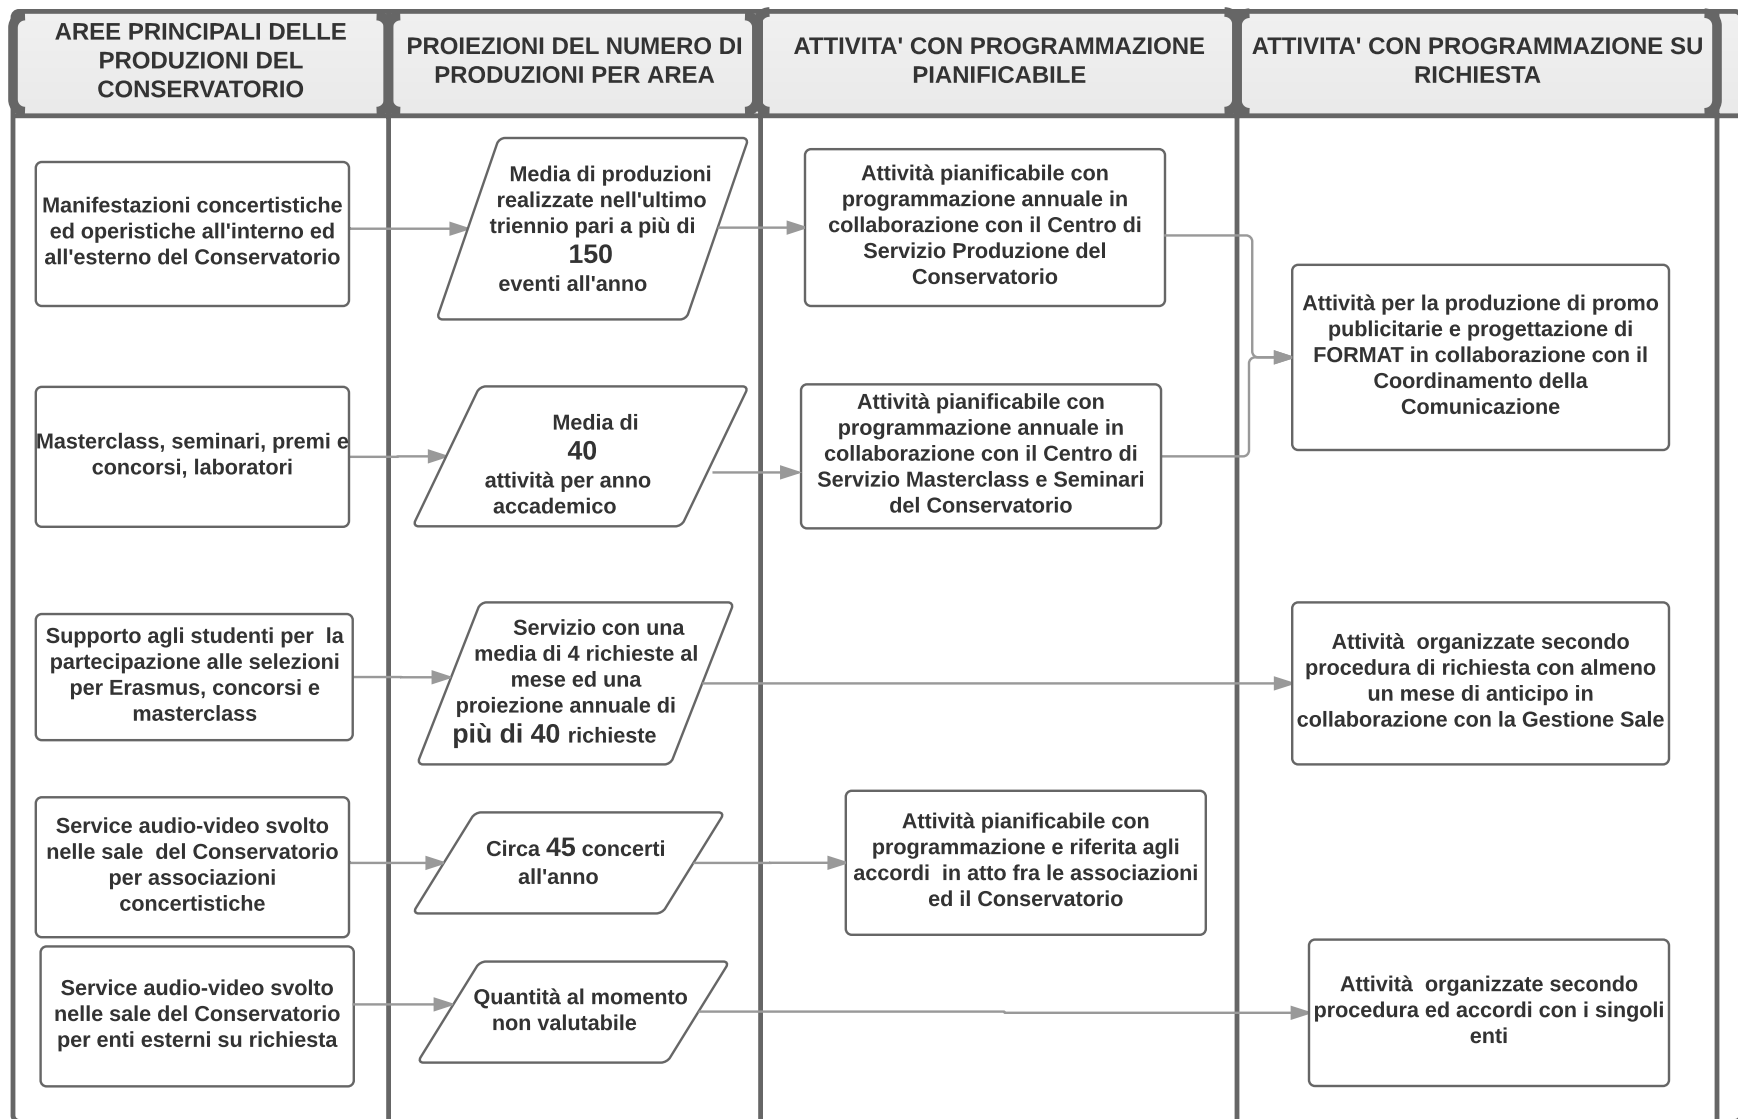 AREE PRINCIPALI DELLE
PRODUZIONI DEL
CONSERVATORIO
PROIEZIONI DEL NUMERO DI
PRODUZIONI PER AREA
ATTIVITA' CON PROGRAMMAZIONE
PIANIFICABILE
ATTIVITA' CON PROGRAMMAZIONE SU
RICHIESTA
Manifestazioni concertistiche
ed operistiche all'interno ed
all'esterno del Conservatorio
Media di produzioni
realizzate nell'ultimo
triennio pari a più di
150
eventi all'anno
Attività pianificabile con
programmazione annuale in
collaborazione con il Centro di
Servizio Produzione del
Conservatorio
Attività per la produzione di promo
publicitarie e progettazione di
FORMAT in collaborazione con il
Coordinamento della
Comunicazione
Masterclass, seminari, premi e
concorsi, laboratori
Media di
40
attività per anno
accademico
Attività pianificabile con
programmazione annuale in
collaborazione con il Centro di
Servizio Masterclass e Seminari
del Conservatorio
Supporto agli studenti per  la
partecipazione alle selezioni
per Erasmus, concorsi e
masterclass
Servizio con una
media di 4 richieste al
mese ed una
proiezione annuale di
più di 40 richieste
Attività  organizzate secondo
procedura di richiesta con almeno
un mese di anticipo in
collaborazione con la Gestione Sale
Service audio-video svolto
nelle sale  del Conservatorio
per associazioni
concertistiche
Circa 45 concerti
all'anno
Attività pianificabile con
programmazione e riferita agli
accordi  in atto fra le associazioni
ed il Conservatorio
Service audio-video svolto
nelle sale del Conservatorio
per enti esterni su richiesta
Quantità al momento
non valutabile
Attività  organizzate secondo
procedura ed accordi con i singoli
enti